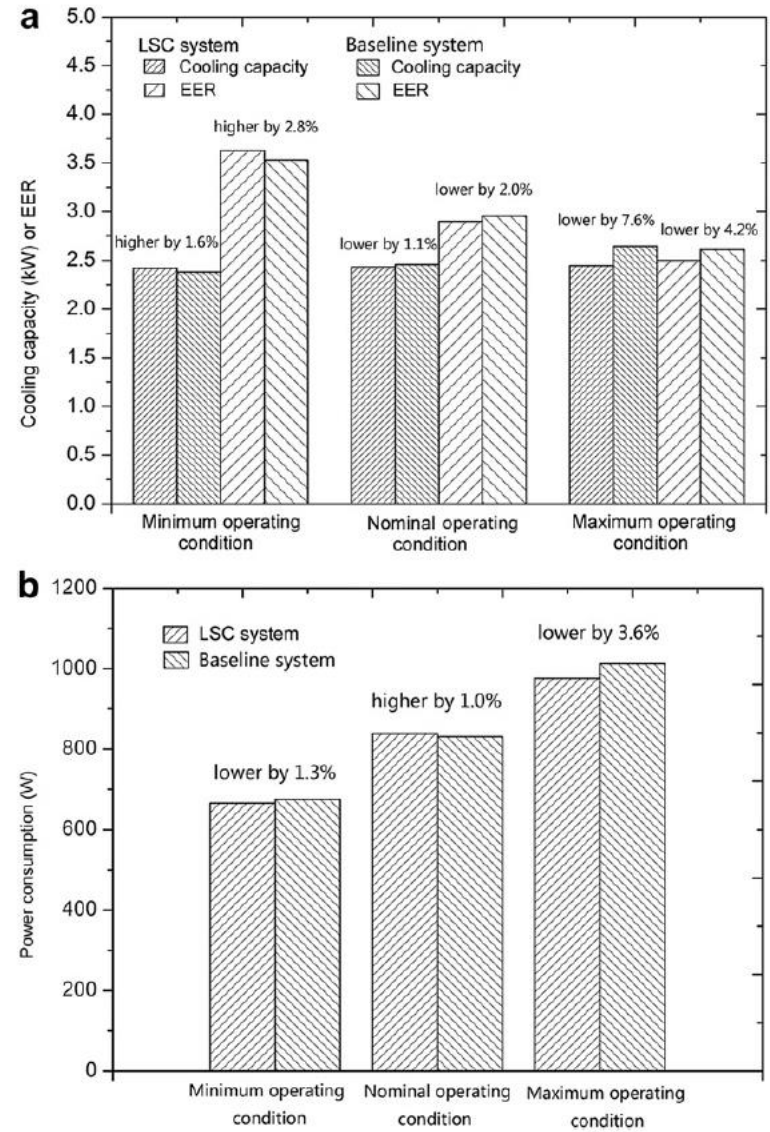 a
5.0
4.5
4.0
3.5
3.0
2.5
2.0
1.5
1.0
0.5
0.0
Cooling capacity (kW) or EER
LSC system
Cooling capacity
EER
Baseline system
Cooling capacity
EER
higher by 1.6%
higher by 2.8%
lower by 1.1%
lower by 2.0%
lower by 7.6%
lower by 4.2%
Minimum operating
condition
Nominal operating
condition
Maximum operating
condition
b
1200
1000
800
600
400
200
0
Power consumption (W)
LSC system
Baseline system
lower by 1.3%
higher by 1.0%
lower by 3.6%
Minimum operating
condition
Nominal operating
condition
Maximum operating
condition